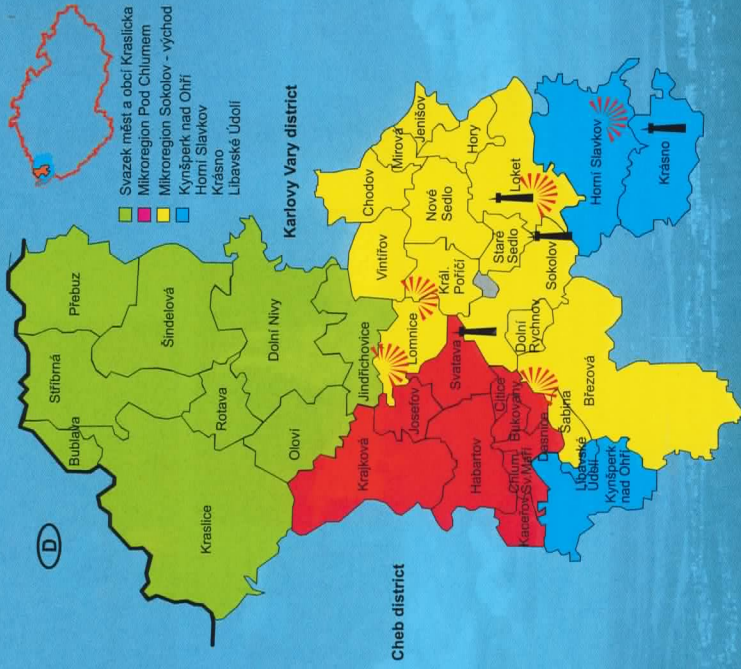 Svazek měst a obcí Kraslicka
Mikroregion Pod Chlumem
Mikroregion Sokolov - východ
Kynšperk nad Ohří
Horní Slavkov
Krásno
Libavské Údolí
D
Karlovy Vary district
Cheb district
Přebuz
Stříbrná
Bublava
Šindelová
Rotava
Dolní Nivy
Kraslice
Oloví
Jindřichovice
Krajková
Josefov
Svatava
Habartov
Citice
Bukovany
Dasnice
Chlum
Sv.Maří
Kaceřov
Lomnice
Vintířov
Chodov
Mírová
Jenišov
Nové
Sedlo
Hory
Král.
Poříčí
Loket
Staré
Sedlo
Sokolov
Dolní
Rychnov
Březová
Šabina
Libavské
Údelí
Kynšperk
nad Ohří
Horní Slavkov
Krásno